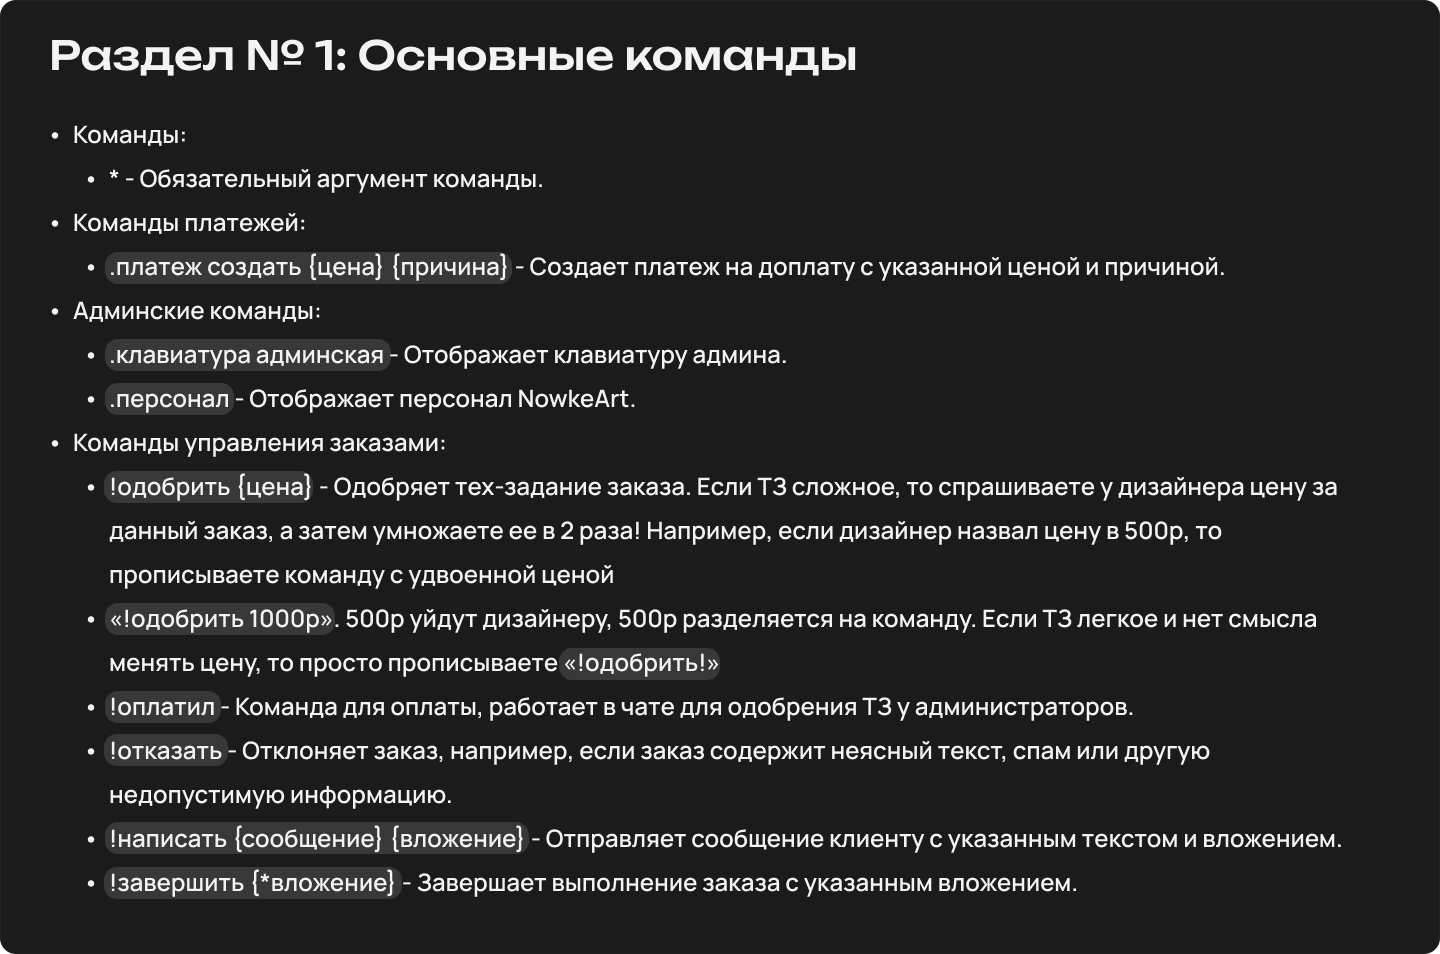 Раздел № 1: Основные команды
• Команды:
• * - Обязательный аргумент команды.
• Команды платежей:
• .платеж создать {цена} {причина} - Создает платеж на доплату с указанной ценой и причиной.
• Админские команды:
• .клавиатура админская - Отображает клавиатуру админа.
• .персонал - Отображает персонал NowkeArt.
• Команды управления заказами:
• !одобрить {цена} - Одобряет тех-задание заказа. Если ТЗ сложное, то спрашиваете у дизайнера цену за
данный заказ, а затем умножаете ее в 2 раза! Например, если дизайнер назвал цену в 500р, то
прописываете команду с удвоенной ценой
• «!одобрить 1000р». 500р уйдут дизайнеру, 500р разделяется на команду. Если ТЗ легкое и нет смысла
менять цену, то просто прописываете «!одобрить!»
• !оплатил - Команда для оплаты, работает в чате для одобрения ТЗ у администраторов.
• !отказать - Отклоняет заказ, например, если заказ содержит неясный текст, спам или другую
недопустимую информацию.
• !написать {сообщение} {вложение} - Отправляет сообщение клиенту с указанным текстом и вложением.
• !завершить {*вложение} - Завершает выполнение заказа с указанным вложением.